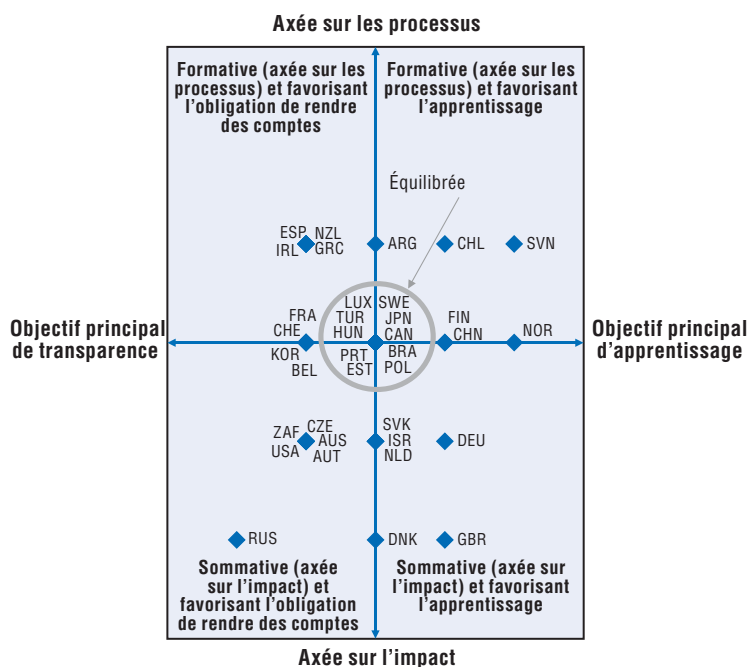 Axée sur les processus
Formative (axée sur les
processus) et favorisant
l'obligation de rendre
des comptes
Formative (axée sur les
processus) et favorisant
l'apprentissage
Équilibrée
ESP NZL
IRL GRC
ARG
CHL
SVN
LUX SWE
TUR JPN
HUN CAN
FRA
CHE
FIN
CHN
NOR
Objectif principal
de transparence
Objectif principal
d'apprentissage
KOR
BEL
PRT BRA
EST POL
ZAF CZE
USA AUS
AUT
SVK
ISR
NLD
DEU
RUS
DNK
GBR
Sommative (axée
sur l'impact) et
favorisant l'obligation
de rendre des comptes
Sommative (axée sur
l'impact) et favorisant
l'apprentissage
Axée sur l'impact